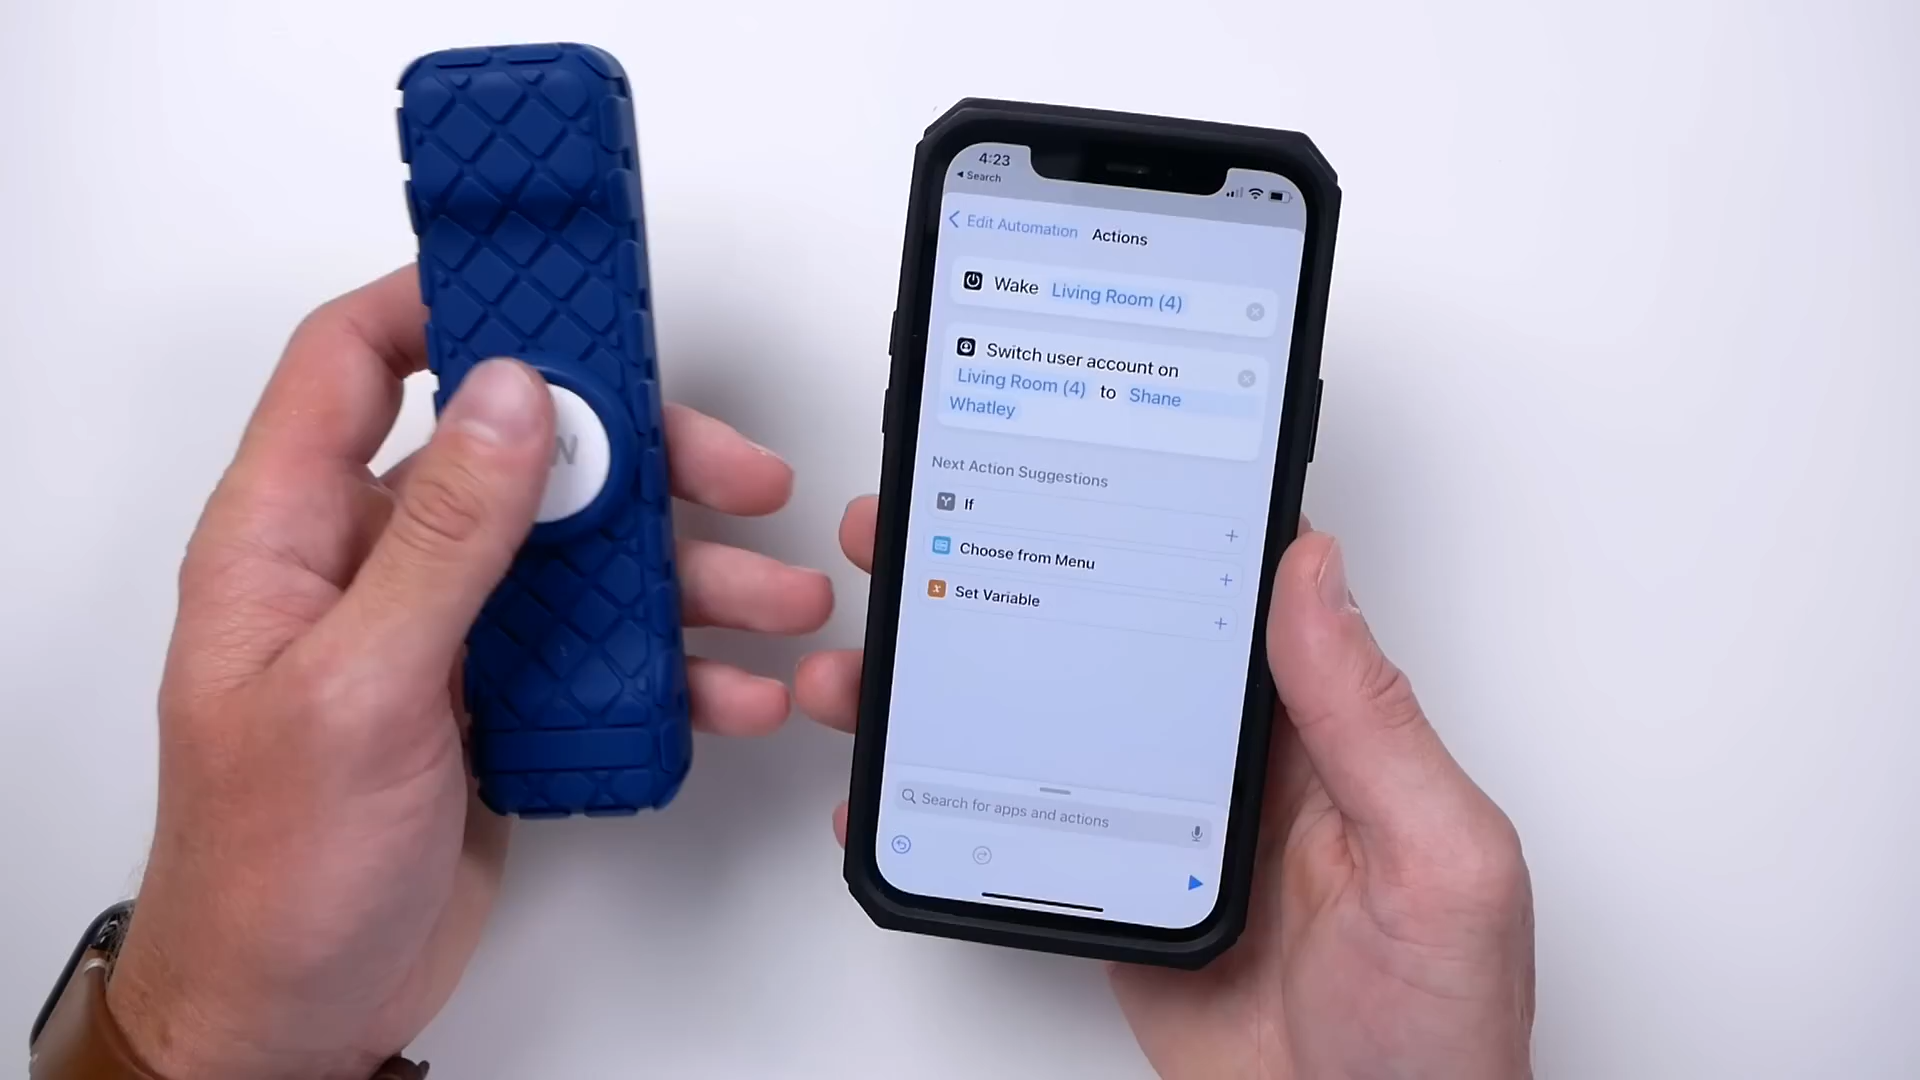 W
4:23
Search
Edit Automation Actions
Wake Living Room (4)
Switch user account on
Living Room (4) to Shane
Whatley
Next Action Suggestions
If
Choose from Menu
x Set Variable
Search for apps and actions